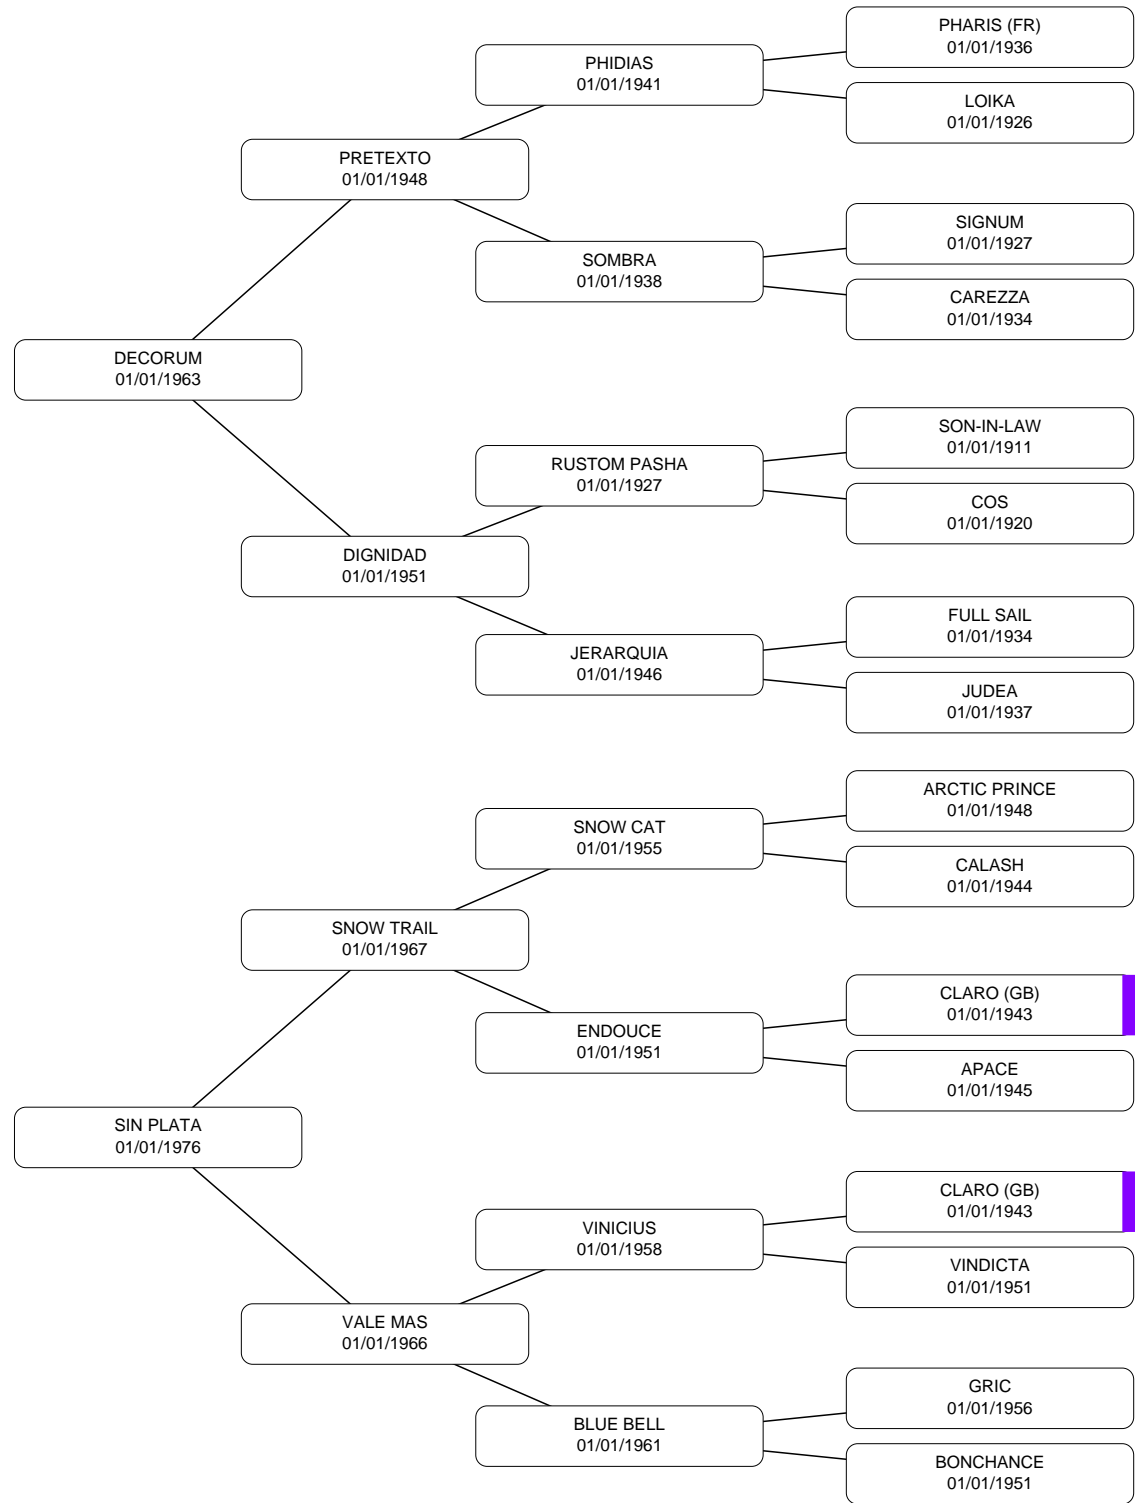 PHARIS (FR)
01/01/1936
PHIDIAS
01/01/1941
LOIKA
01/01/1926
PRETEXTO
01/01/1948
SIGNUM
01/01/1927
SOMBRA
01/01/1938
CAREZZA
01/01/1934
DECORUM
01/01/1963
SON-IN-LAW
01/01/1911
RUSTOM PASHA
01/01/1927
COS
01/01/1920
DIGNIDAD
01/01/1951
FULL SAIL
01/01/1934
JERARQUIA
01/01/1946
JUDEA
01/01/1937
ARCTIC PRINCE
01/01/1948
SNOW CAT
01/01/1955
CALASH
01/01/1944
SNOW TRAIL
01/01/1967
CLARO (GB)
01/01/1943
ENDOUCE
01/01/1951
APACE
01/01/1945
SIN PLATA
01/01/1976
CLARO (GB)
01/01/1943
VINICIUS
01/01/1958
VINDICTA
01/01/1951
VALE MAS
01/01/1966
GRIC
01/01/1956
BLUE BELL
01/01/1961
BONCHANCE
01/01/1951